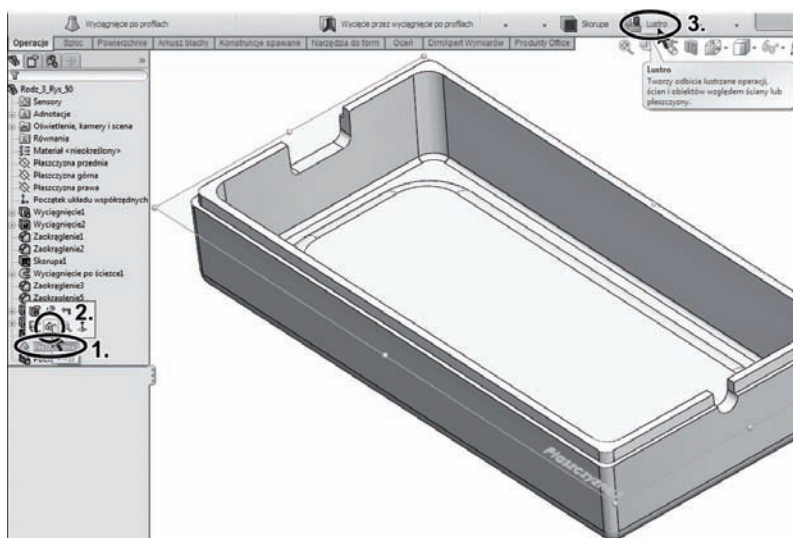 Wyciągnięcie po profilach
Wycięcie przez wyciągnięcie po profilach
Skorupa
Lustro
3.
Operacje
Szkic
Powierzchnie
Arkusz blachy
Konstrukcje spawane
Narzędzia do form
Oceń
DimXpert Wymiarów
Produkty Office
Lustro
Tworzy odbicia lustrzane operacji,
ścian i obiektów względem ściany lub
płaszczyzny.
Rodz_3_Rys_50
Sensory
Adnotacje
Oświetlenie, kamery i scena
Równania
Materiał <nieokreślony>
Płaszczyzna przednia
Płaszczyzna górna
Płaszczyzna prawa
Początek układu współrzędnych
Wyciągnięcie1
Wyciągnięcie2
Zaokrąglenie1
Zaokrąglenie2
Skorupa1
Wyciągnięcie po ścieżce1
Zaokrąglenie3
Zaokrąglenie5
2.
1.